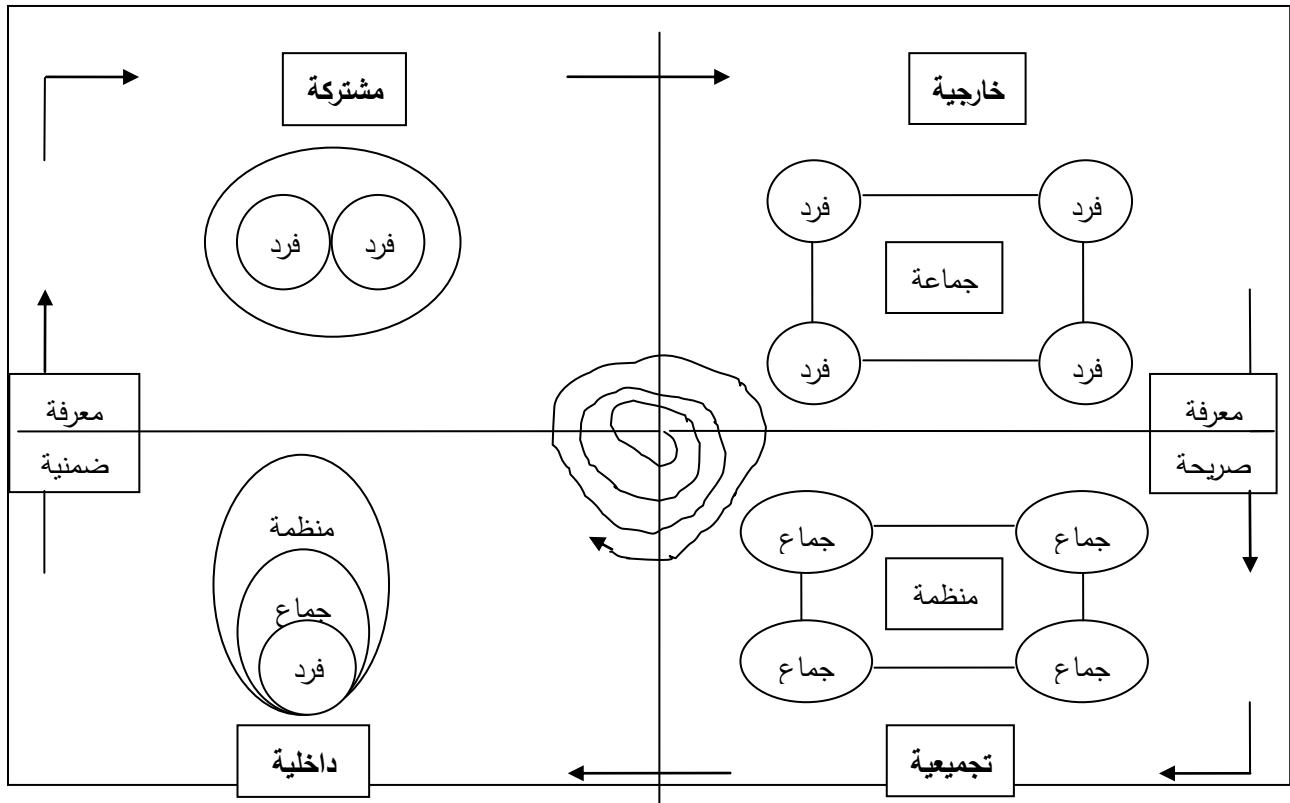 خارجية
مشتركة
فرد
فرد
فرد
فرد
جماعة
فرد
فرد
معرفة
صريحة
معرفة
ضمنية
جماع
جماع
منظمة
جماع
جماع
منظمة
جماع
فرد
تجميعية
داخلية